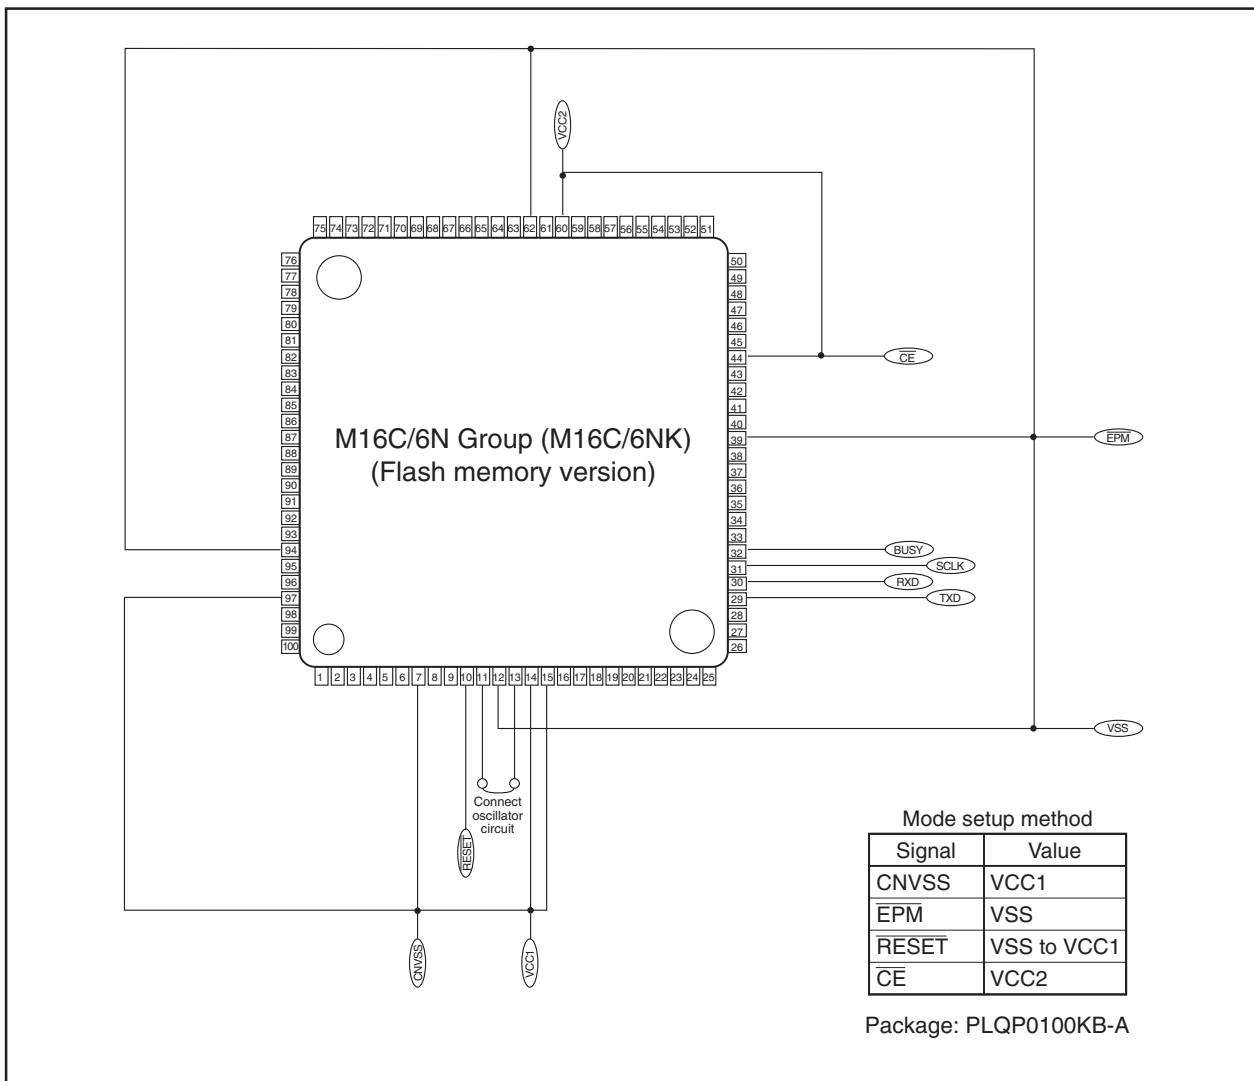 VCC2
75 74 73 72 71 70 69 68 67 66 65 64 63 62 61 60 59 58 57 56 55 54 53 52 51
76
77
78
79
80
81
82
83
84
85
86
87
88
89
90
91
92
93
94
95
96
97
98
99
100
M16C/6N Group (M16C/6NK)
(Flash memory version)
50
49
48
47
46
45
44
43
42
41
40
39
38
37
36
35
34
33
32
31
30
29
28
27
26
CE
EPM
BUSY
SCLK
RXD
TXD
1 2 3 4 5 6 7 8 9 10 11 12 13 14 15 16 17 18 19 20 21 22 23 24 25
VSS
Connect
oscillator
circuit
RESET
CNVSS
VCC1
Mode setup method
Signal Value
CNVSS VCC1
EPM VSS
RESET VSS to VCC1
CE VCC2
Package: PLQP0100KB-A